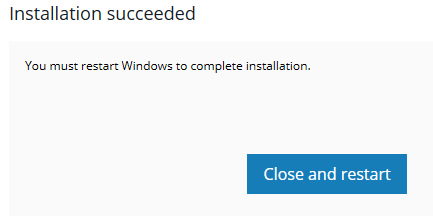 Installation succeeded
You must restart Windows to complete installation.
Close and restart